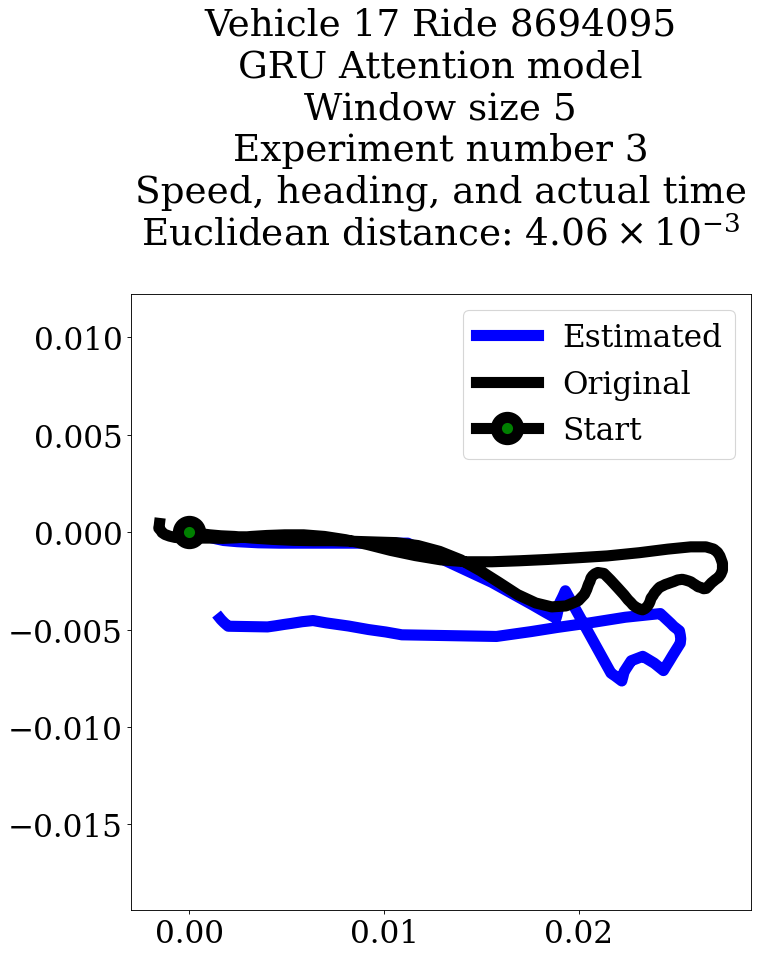 Vehicle 17 Ride 8694095
GRU Attention model
Window size 5
Experiment number 3
Speed, heading, and actual time
Euclidean distance: 4.06 × 10⁻³
Estimated
Original
Start
0.010
0.005
0.000
−0.005
−0.010
−0.015
0.00
0.01
0.02